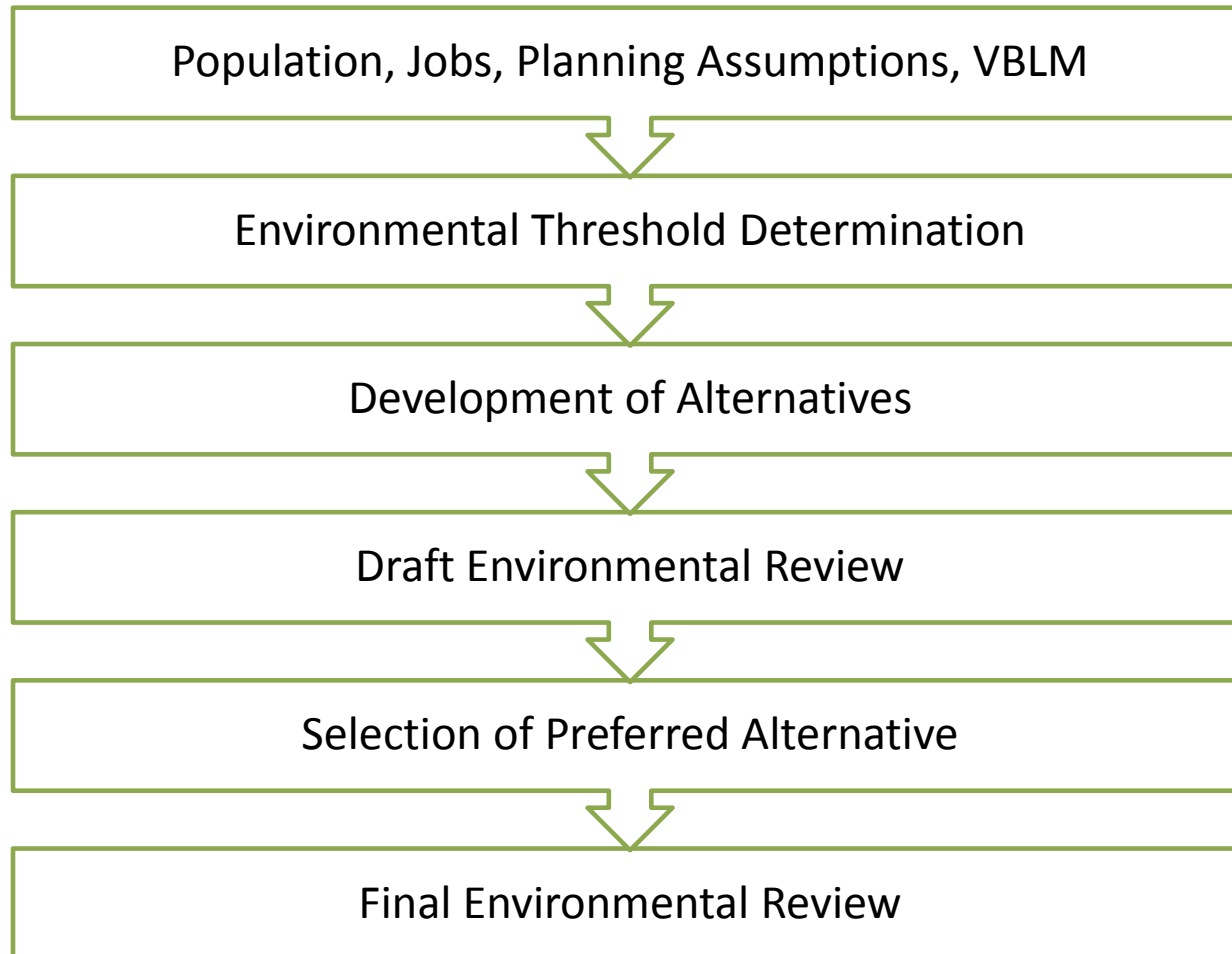 Population, Jobs, Planning Assumptions, VBLM
Environmental Threshold Determination
Development of Alternatives
Draft Environmental Review
Selection of Preferred Alternative
Final Environmental Review